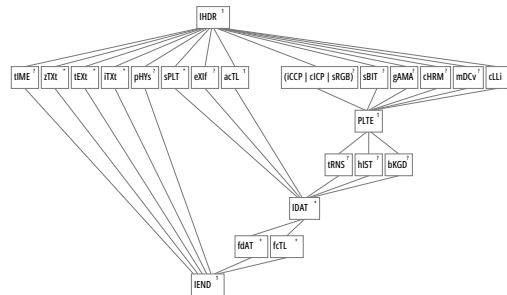 IHDR 1
tIME ? zTXt * tEXt * iTXt * pHYs ? sPLT * eXIf ? acTL 1 (iCCP | cICP | sRGB) ? sBIT ? gAMA ? cHRM ? mDCv ? cLLi
PLTE 1
tRNS ? hIST ? bKGD ?
IDAT +
fdAT + fcTL +
IEND 1